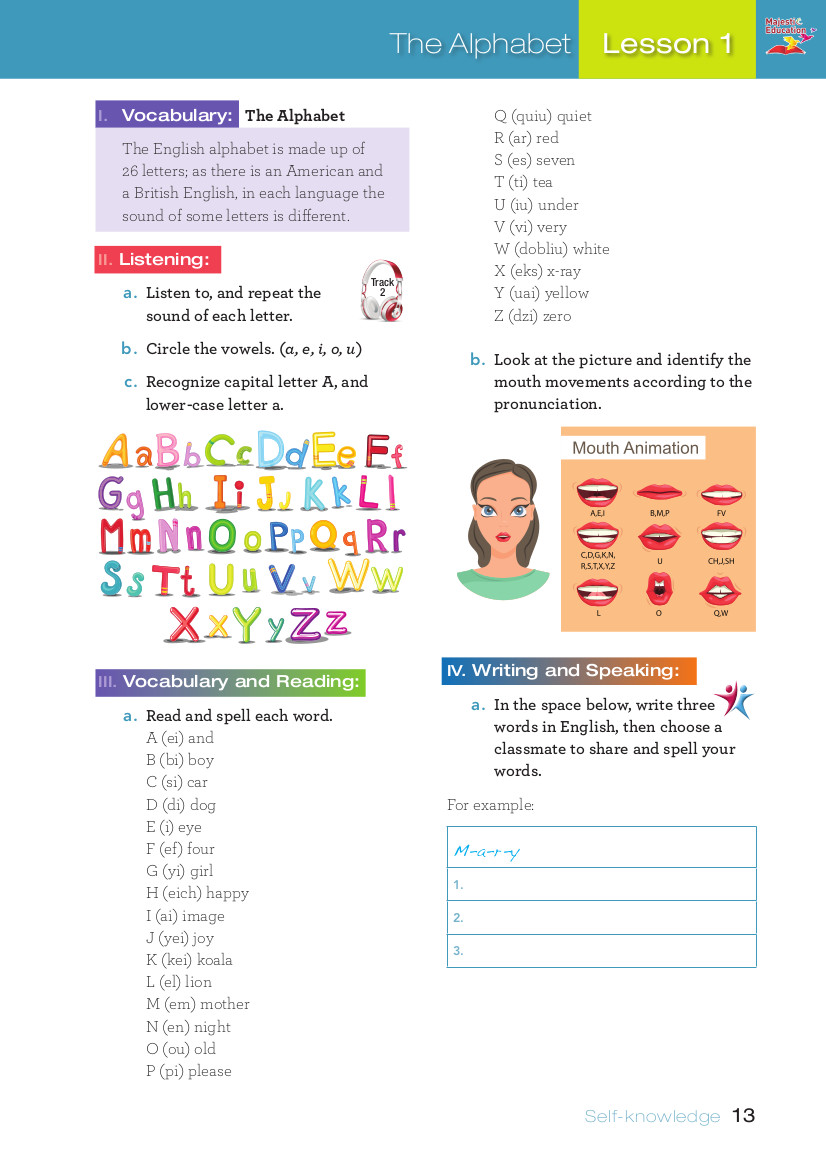 The Alphabet Lesson 1
Majestic Education
I. Vocabulary: The Alphabet
The English alphabet is made up of
26 letters; as there is an American and
a British English, in each language the
sound of some letters is different.
II. Listening:
Track
2
a. Listen to, and repeat the
sound of each letter.
b. Circle the vowels. (a, e, i, o, u)
c. Recognize capital letter A, and
lower-case letter a.
Aa Bb Cc Dd Ee Ff
Gg Hh Ii Jj Kk Ll
Mm Nn Oo Pp Qq Rr
Ss Tt Uu Vv Ww
Xx Yy Zz
III. Vocabulary and Reading:
a. Read and spell each word.
A (ei) and
B (bi) boy
C (si) car
D (di) dog
E (i) eye
F (ef) four
G (yi) girl
H (eich) happy
I (ai) image
J (yei) joy
K (kei) koala
L (el) lion
M (em) mother
N (en) night
O (ou) old
P (pi) please
Q (quiu) quiet
R (ar) red
S (es) seven
T (ti) tea
U (iu) under
V (vi) very
W (dobliu) white
X (eks) x-ray
Y (uai) yellow
Z (dzi) zero
b. Look at the picture and identify the
mouth movements according to the
pronunciation.
Mouth Animation
A,E,I B,M,P FV
C,D,G,K,N,
R,S,T,X,Y,Z U CH,J,SH
L O Q,W
IV. Writing and Speaking:
a. In the space below, write three
words in English, then choose a
classmate to share and spell your
words.
For example:
M-a-r-y
1.
2.
3.
Self-knowledge 13